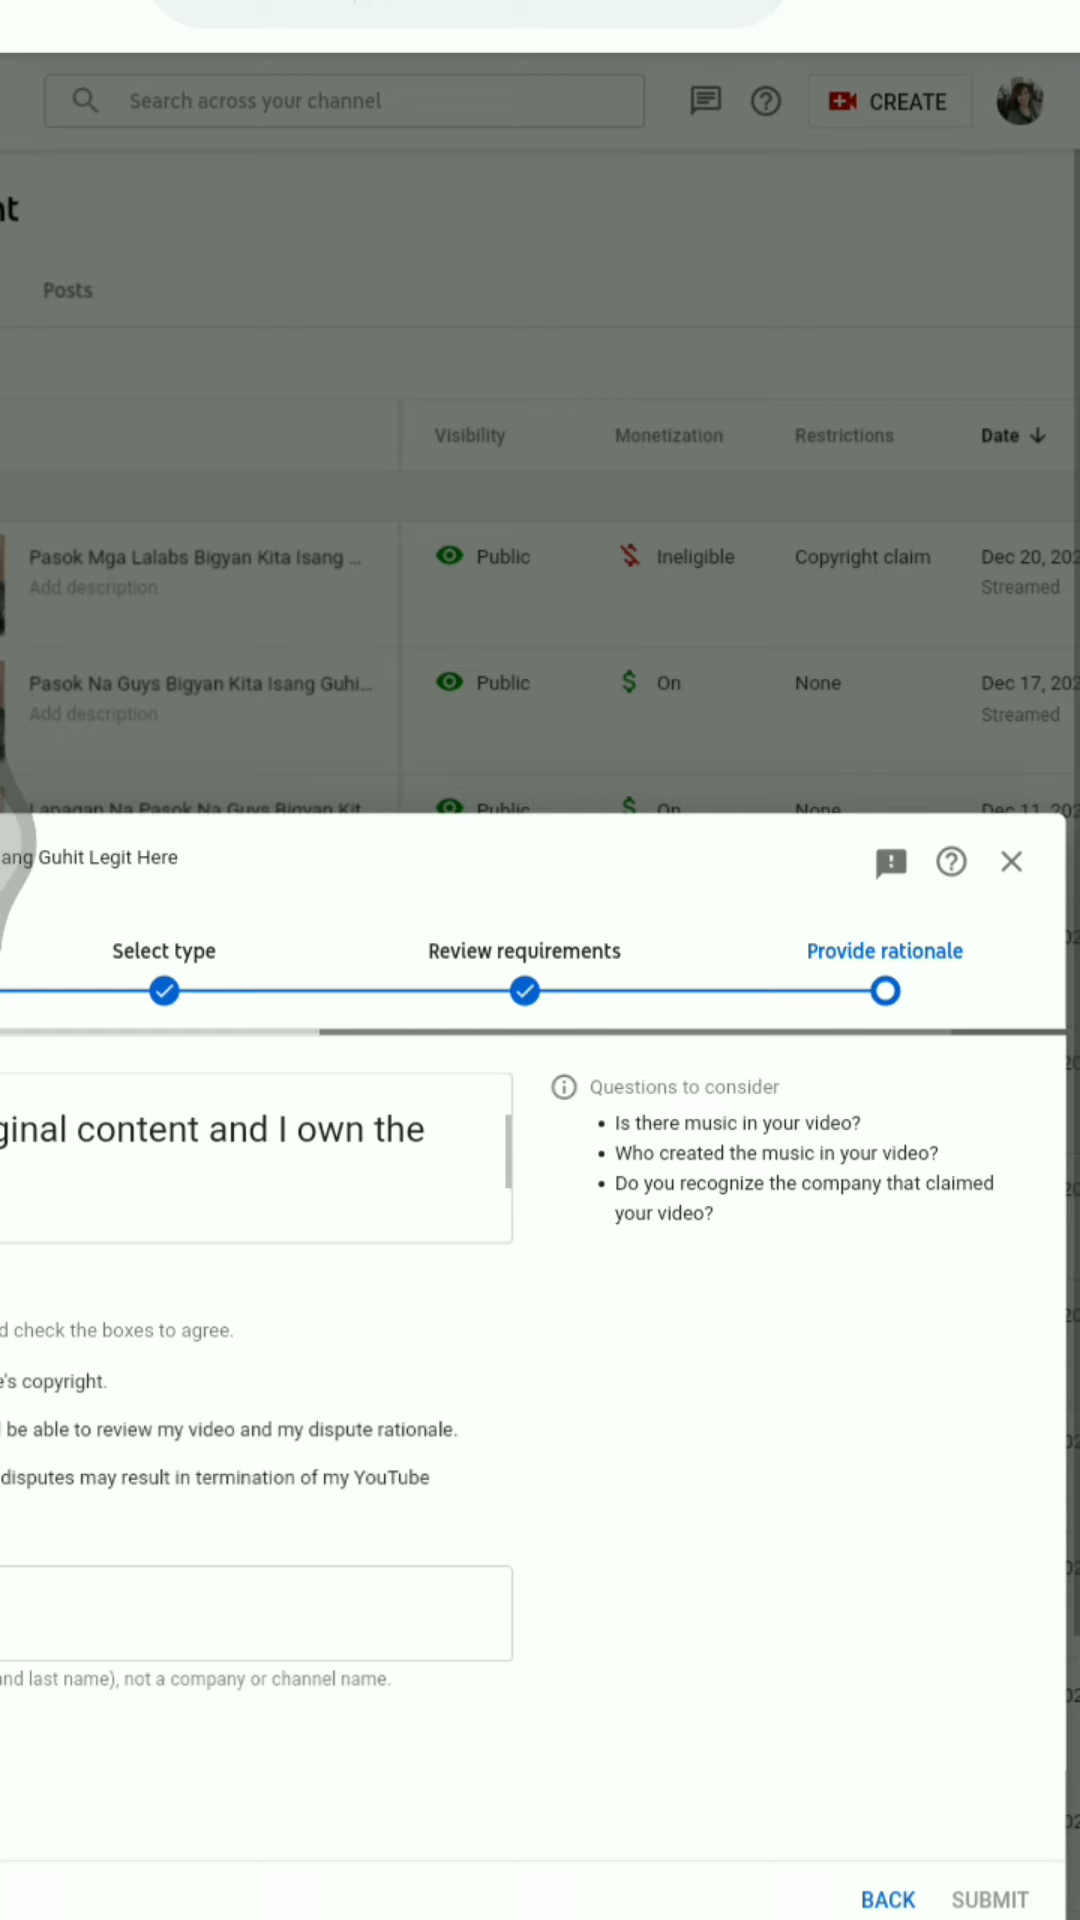 Search across your channel
CREATE
nt
Posts
Visibility
Monetization
Restrictions
Date
Pasok Mga Lalabs Bigyan Kita Isang ...
Public
Ineligible
Copyright claim
Dec 20, 202
Add description
Streamed
Pasok Na Guys Bigyan Kita Isang Guhi...
Public
On
None
Dec 17, 202
Add description
Streamed
Lapagan Na Pasok Na Guys Bigyan Kit
Public
On
None
Dec 11, 202
ang Guhit Legit Here
Select type
Review requirements
Provide rationale
ginal content and I own the
Questions to consider
• Is there music in your video?
• Who created the music in your video?
• Do you recognize the company that claimed
your video?
d check the boxes to agree.
e's copyright.
be able to review my video and my dispute rationale.
disputes may result in termination of my YouTube
and last name), not a company or channel name.
BACK
SUBMIT